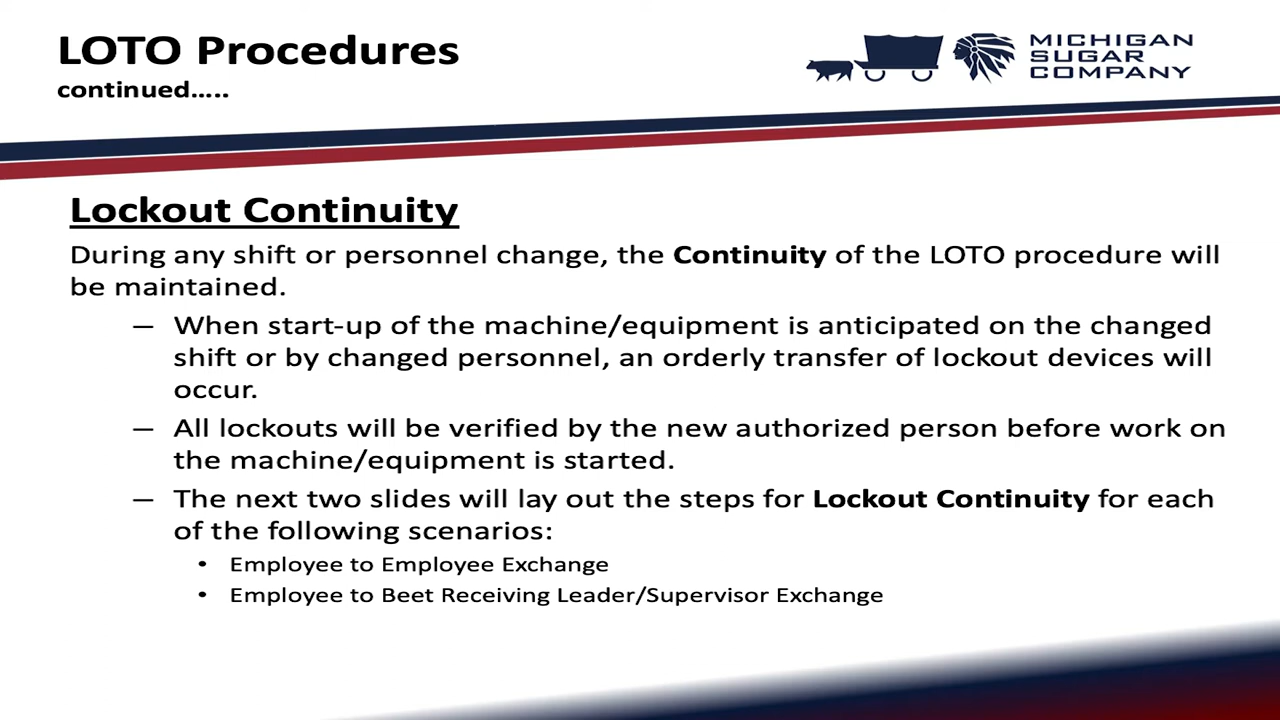 LOTO Procedures
continued…..
MICHIGAN
SUGAR
COMPANY
Lockout Continuity
During any shift or personnel change, the Continuity of the LOTO procedure will
be maintained.
— When start-up of the machine/equipment is anticipated on the changed
shift or by changed personnel, an orderly transfer of lockout devices will
occur.
— All lockouts will be verified by the new authorized person before work on
the machine/equipment is started.
— The next two slides will lay out the steps for Lockout Continuity for each
of the following scenarios:
• Employee to Employee Exchange
• Employee to Beet Receiving Leader/Supervisor Exchange